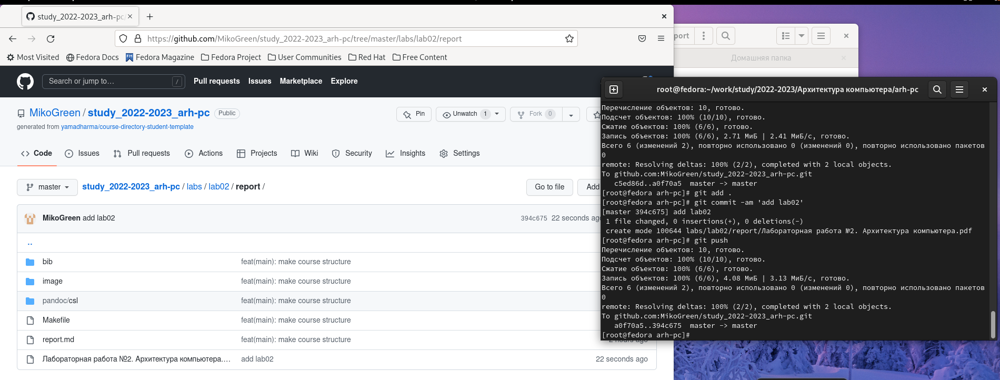 study_2022-2023_arh-pc
https://github.com/MikoGreen/study_2022-2023_arh-pc/tree/master/labs/lab02/report
Most Visited Fedora Docs Fedora Magazine Fedora Project User Communities Red Hat Free Content
Search or jump to… / Pull requests Issues Marketplace Explore
MikoGreen / study_2022-2023_arh-pc Public
Pin Unwatch 1 Fork 0
generated from yamadharma/course-directory-student-template
Code Issues Pull requests Actions Projects Wiki Security Insights Settings
master study_2022-2023_arh-pc / labs / lab02 / report / Go to file Add
MikoGreen add lab02 394c675 22 seconds ago
..
bib feat(main): make course structure
image feat(main): make course structure
pandoc/csl feat(main): make course structure
Makefile feat(main): make course structure
report.md feat(main): make course structure 2 hours ago
Лабораторная работа №2. Архитектура компьютера.… add lab02 22 seconds ago
port
Домашняя папка
root@fedora:~/work/study/2022-2023/Архитектура компьютера/arh-pc
Перечисление объектов: 10, готово.
Подсчет объектов: 100% (10/10), готово.
Сжатие объектов: 100% (6/6), готово.
Запись объектов: 100% (6/6), 2.71 МиБ | 2.41 МиБ/с, готово.
Всего 6 (изменений 2), повторно использовано 0 (изменений 0), повторно использовано пакетов
0
remote: Resolving deltas: 100% (2/2), completed with 2 local objects.
To github.com:MikoGreen/study_2022-2023_arh-pc.git
c5ed86d..a0f70a5 master -> master
[root@fedora arh-pc]# git add .
[root@fedora arh-pc]# git commit -am 'add lab02'
[master 394c675] add lab02
1 file changed, 0 insertions(+), 0 deletions(-)
create mode 100644 labs/lab02/report/Лабораторная работа №2. Архитектура компьютера.pdf
[root@fedora arh-pc]# git push
Перечисление объектов: 10, готово.
Подсчет объектов: 100% (10/10), готово.
Сжатие объектов: 100% (6/6), готово.
Запись объектов: 100% (6/6), 4.08 МиБ | 3.13 МиБ/с, готово.
Всего 6 (изменений 2), повторно использовано 0 (изменений 0), повторно использовано пакетов
0
remote: Resolving deltas: 100% (2/2), completed with 2 local objects.
To github.com:MikoGreen/study_2022-2023_arh-pc.git
a0f70a5..394c675 master -> master
[root@fedora arh-pc]#